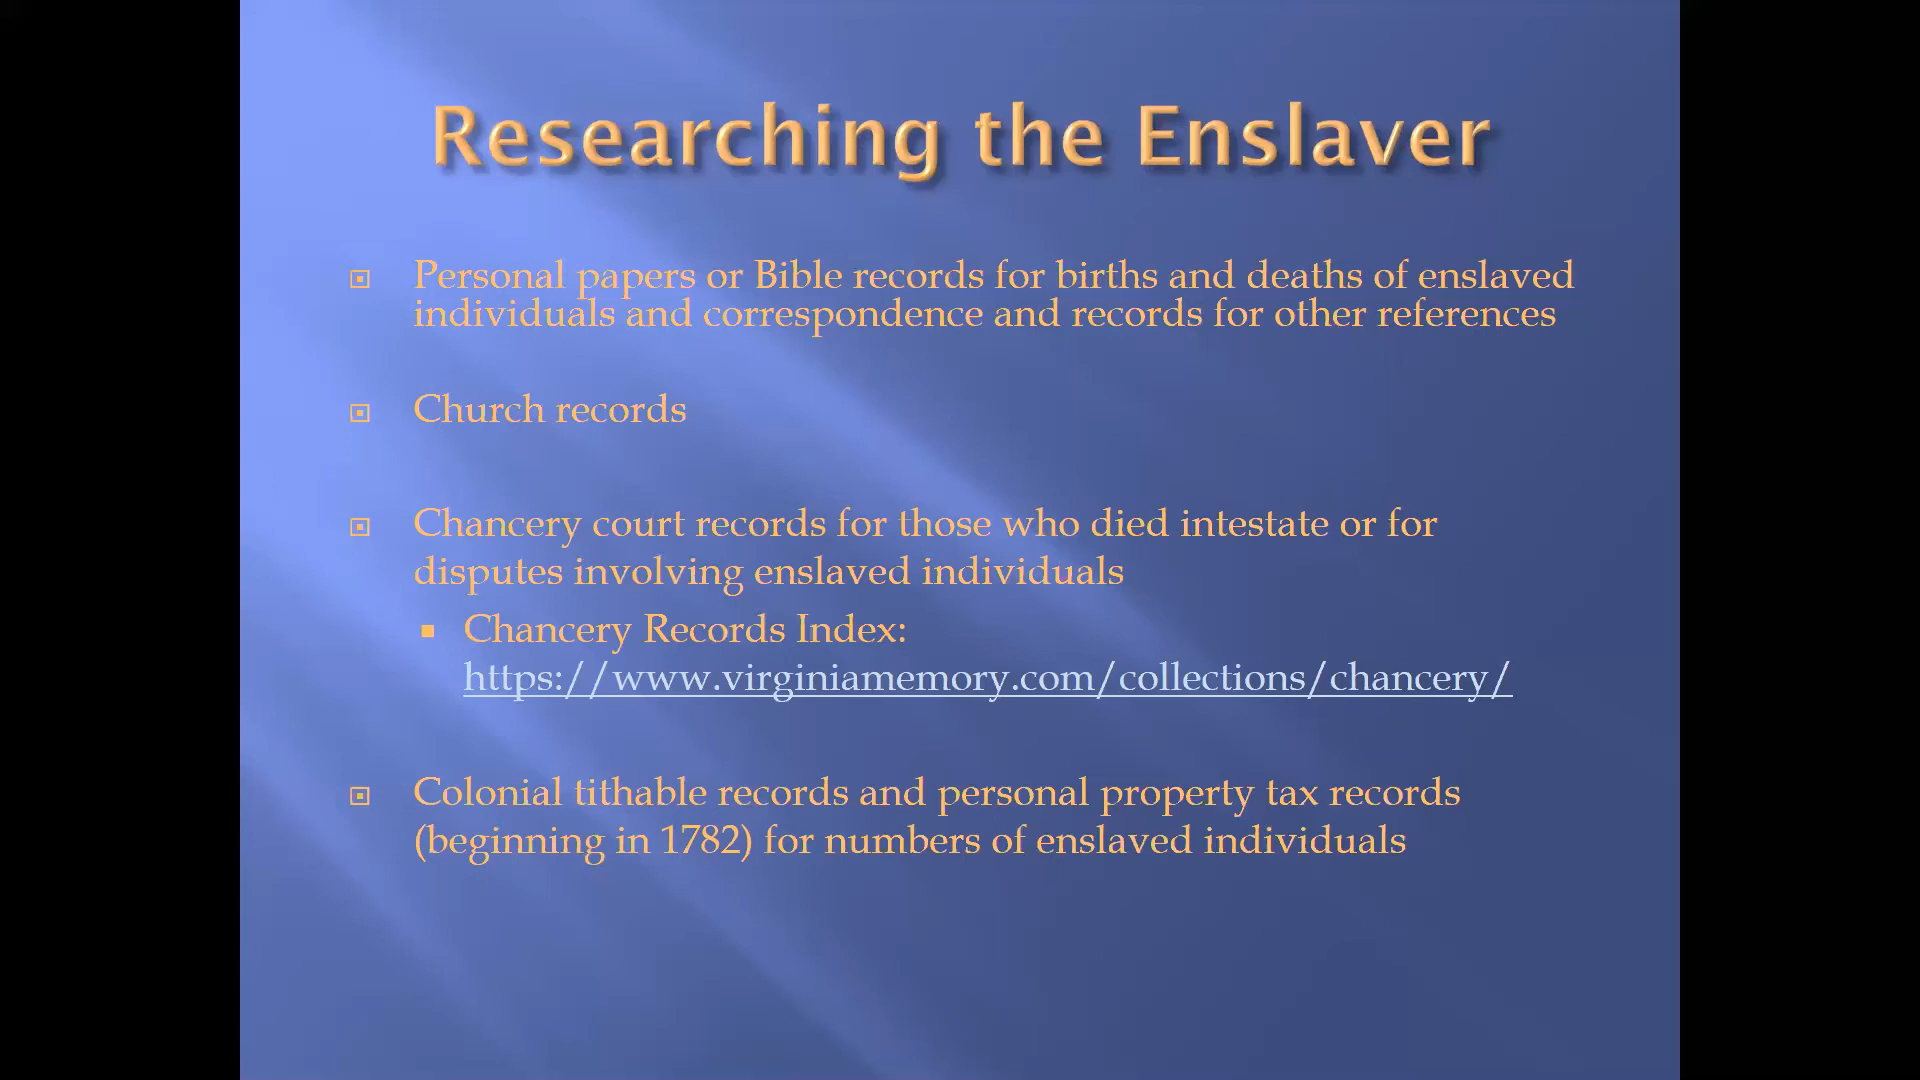 Researching the Enslaver
Personal papers or Bible records for births and deaths of enslaved
individuals and correspondence and records for other references
Church records
Chancery court records for those who died intestate or for
disputes involving enslaved individuals
Chancery Records Index:
https://www.virginiamemory.com/collections/chancery/
Colonial tithable records and personal property tax records
(beginning in 1782) for numbers of enslaved individuals